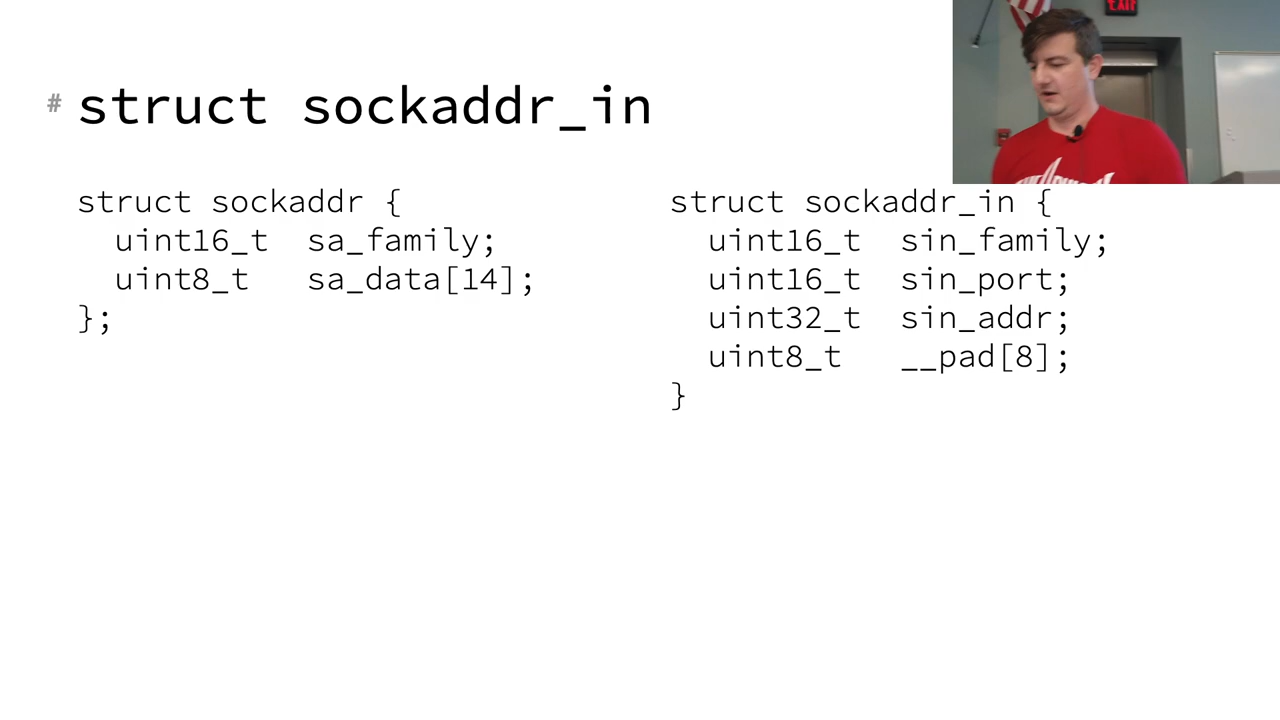 # struct sockaddr_in
EXIT
struct sockaddr {
  uint16_t  sa_family;
  uint8_t   sa_data[14];
};
struct sockaddr_in {
  uint16_t  sin_family;
  uint16_t  sin_port;
  uint32_t  sin_addr;
  uint8_t   __pad[8];
}